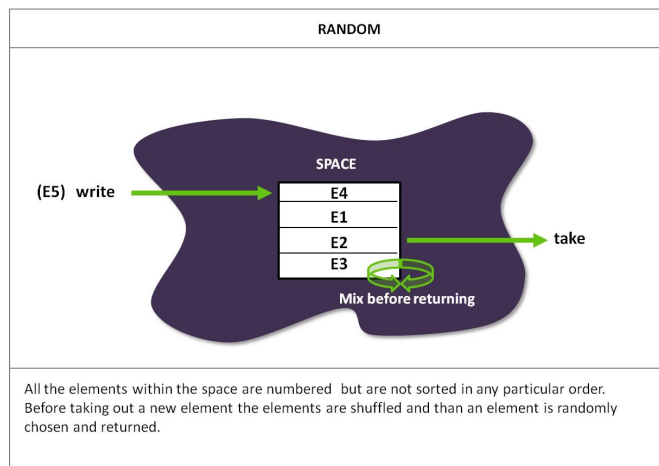 RANDOM
SPACE
(E5) write
E4
E1
E2
take
E3
Mix before returning
All the elements within the space are numbered but are not sorted in any particular order.
Before taking out a new element the elements are shuffled and than an element is randomly
chosen and returned.